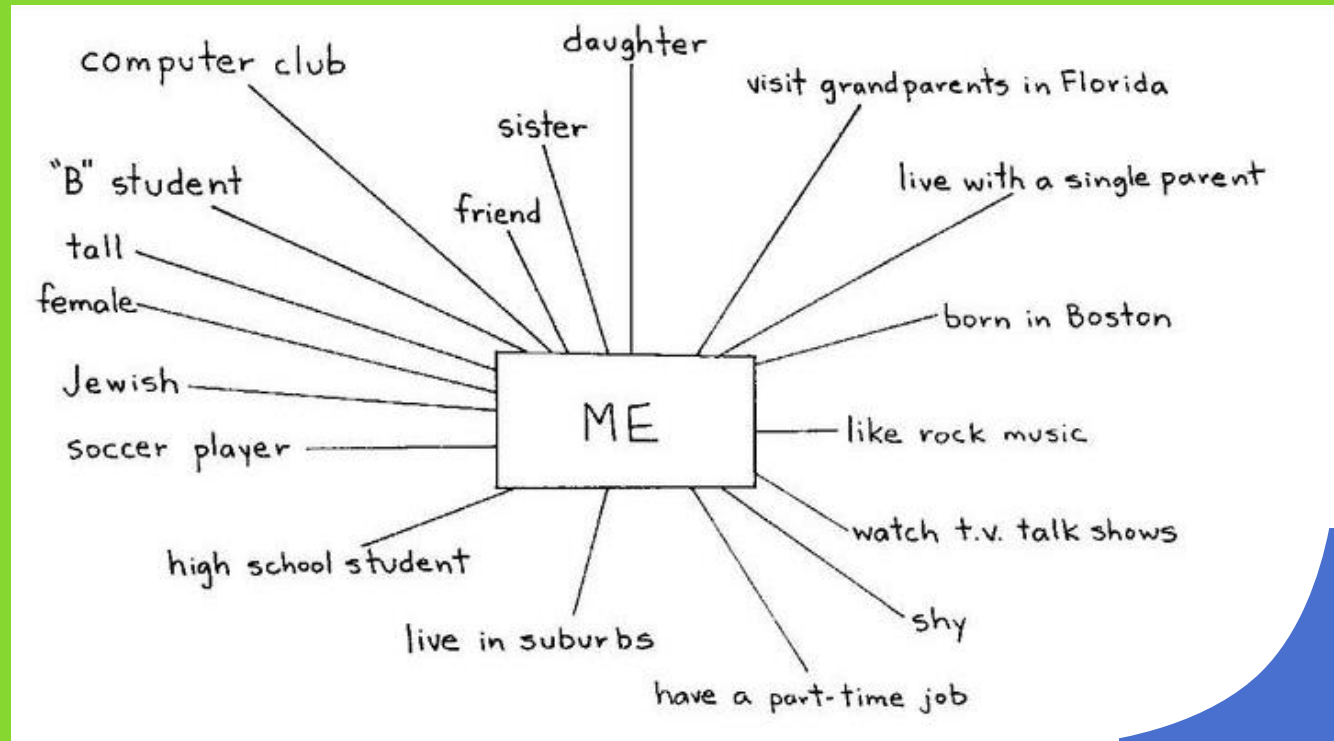 daughter
computer club
visit grandparents in Florida
sister
"B" student
live with a single parent
friend
tall
female
born in Boston
Jewish
ME
like rock music
soccer player
watch t.v. talk shows
high school student
shy
live in suburbs
have a part-time job